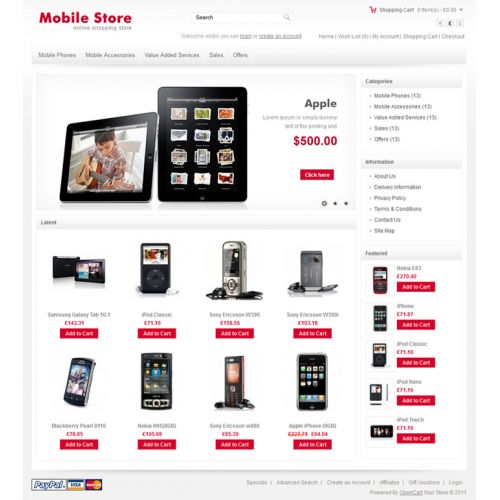 Mobile Store
online shopping store
Search
Shopping Cart 0 item(s) - £0.00
€ £ $
Welcome visitor you can login or create an account.
Home | Wish List (0) | My Account | Shopping Cart | Checkout
Mobile Phones Mobile Accessories Value Added Services Sales Offers
Apple
Lorem Ipsum is simply dummy
text of the printing and
$500.00
Click here
Categories
Mobile Phones (13)
Mobile Accessories (13)
Value Added Services (13)
Sales (13)
Offers (13)
Information
About Us
Delivery Information
Privacy Policy
Terms & Conditions
Contact Us
Site Map
Latest
Samsung Galaxy Tab 10.1
£142.31
Add to Cart
iPod Classic
£71.16
Add to Cart
Sony Ericsson W395
£156.55
Add to Cart
Sony Ericsson W380i
£103.18
Add to Cart
Blackberry Pearl 8110
£76.85
Add to Cart
Nokia N95(8GB)
£195.68
Add to Cart
Sony Ericsson w880
£85.39
Add to Cart
Apple iPhone (8GB)
£227.71 £64.04
Add to Cart
Featured
Nokia E63
£270.40
Add to Cart
iPhone
£71.87
Add to Cart
iPod Classic
£71.16
Add to Cart
iPod Nano
£71.16
Add to Cart
iPod Touch
£71.16
Add to Cart
PayPal VISA
Specials | Advanced Search | Create an Account | Affiliates | Gift Vouchers | Login
Powered By OpenCart Your Store © 2011